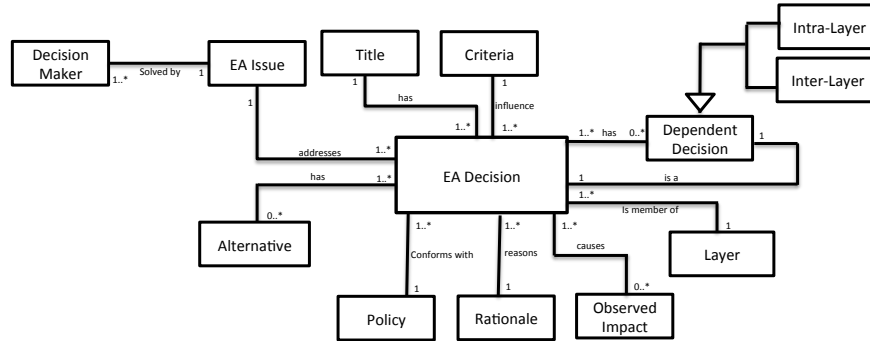 Intra-Layer
Title
Criteria
Decision
Maker
EA Issue
1..*
Solved by
1
1
1
Inter-Layer
1
has
influence
1..*
1..*
1..*
has
0..*
Dependent
Decision
1
addresses
1..*
EA Decision
has
1..*
1
is a
1..*
Is member of
0..*
1..*
1..*
1..*
1
Alternative
Conforms with
reasons
causes
Layer
1
1
0..*
Policy
Rationale
Observed
Impact